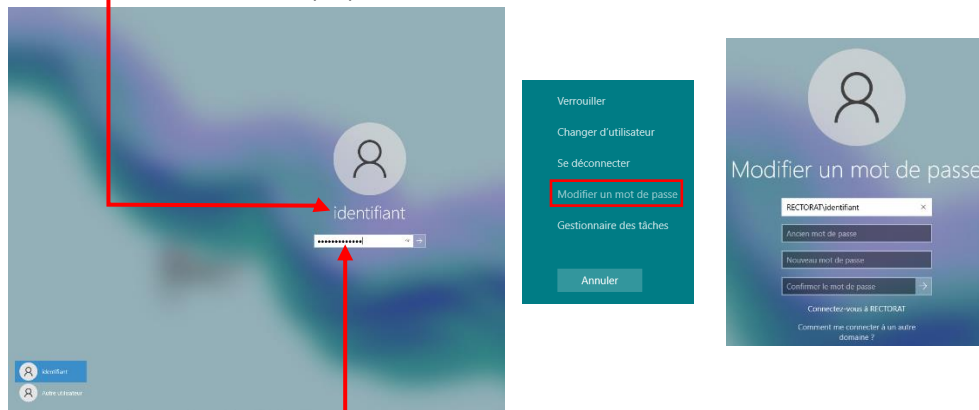 identifiant
identifiant
Autre utilisateur
Verrouiller
Changer d'utilisateur
Se déconnecter
Modifier un mot de passe
Gestionnaire des tâches
Annuler
Modifier un mot de passe
RECTORAT\identifiant
Ancien mot de passe
Nouveau mot de passe
Confirmer le mot de passe
Connectez-vous à RECTORAT
Comment me connecter à un autre
domaine ?